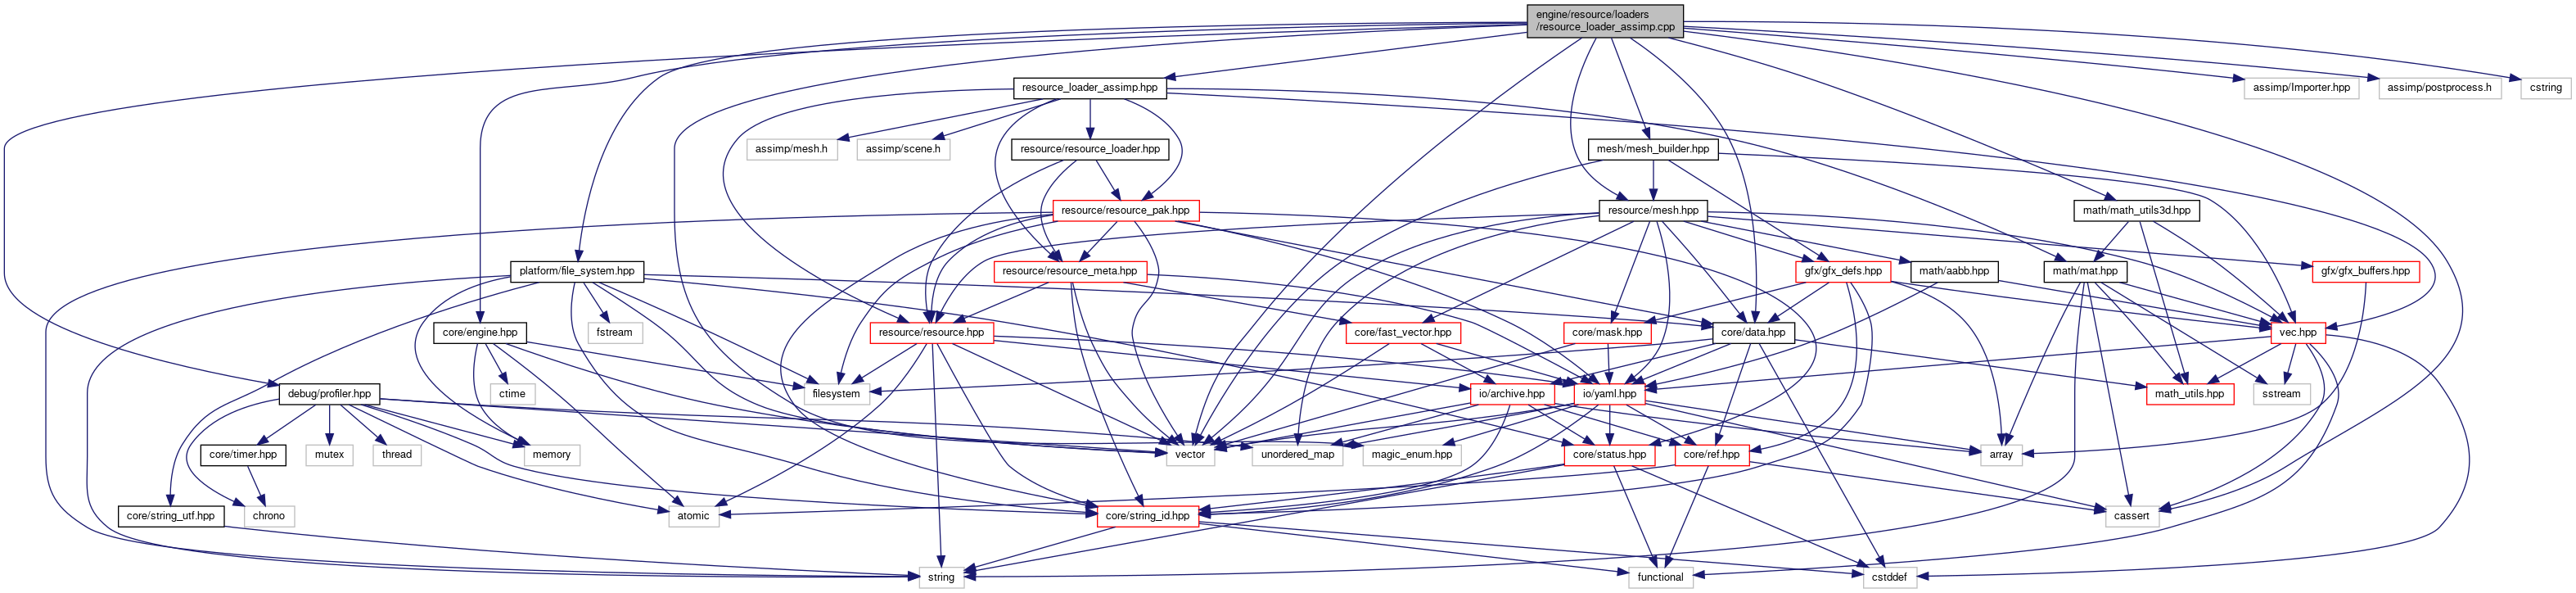 engine/resource/loaders
/resource_loader_assimp.cpp
resource_loader_assimp.hpp
assimp/Importer.hpp
assimp/postprocess.h
cstring
assimp/mesh.h
assimp/scene.h
resource/resource_loader.hpp
mesh/mesh_builder.hpp
resource/resource_pak.hpp
resource/mesh.hpp
math/math_utils3d.hpp
platform/file_system.hpp
resource/resource_meta.hpp
gfx/gfx_defs.hpp
math/aabb.hpp
math/mat.hpp
gfx/gfx_buffers.hpp
core/engine.hpp
fstream
resource/resource.hpp
core/fast_vector.hpp
core/mask.hpp
core/data.hpp
vec.hpp
debug/profiler.hpp
ctime
filesystem
io/archive.hpp
io/yaml.hpp
math_utils.hpp
sstream
core/timer.hpp
mutex
thread
memory
vector
unordered_map
magic_enum.hpp
core/status.hpp
core/ref.hpp
array
core/string_utf.hpp
chrono
atomic
core/string_id.hpp
cassert
string
functional
cstddef